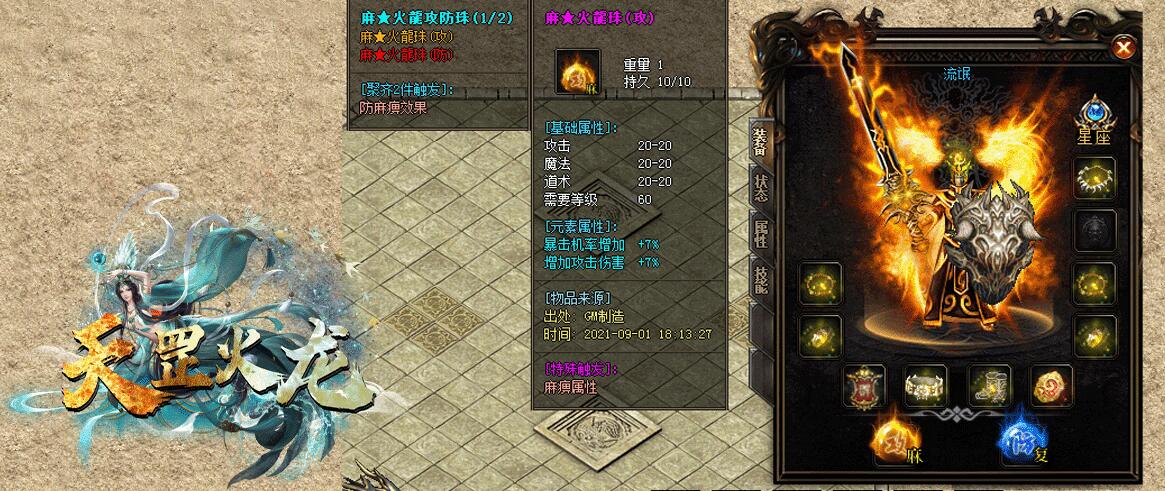 天罡火龙
麻★火龍攻防珠(1/2)
麻★火龍珠(攻)
麻★火龍珠(防)
[聚齐2件触发]:
防麻痹效果
麻★火龍珠(攻)
麻
重量 1
持久 10/10
[基础属性]:
攻击 20-20
魔法 20-20
道术 20-20
需要等级 60
[元素属性]:
暴击机率增加 +7%
增加攻击伤害 +7%
[物品来源]
出处: GM制造
时间: 2021-09-01 18:13:27
[特殊触发]:
麻痹属性
流氓
装备
状态
属性
技能
星座
攻麻
防复